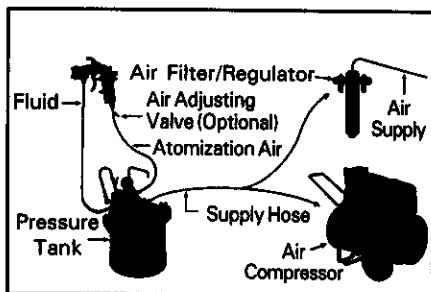 Air Filter/Regulator
Fluid
Air Adjusting
Valve (Optional)
Air
Supply
Atomization Air
Pressure
Tank
Supply Hose
Air
Compressor